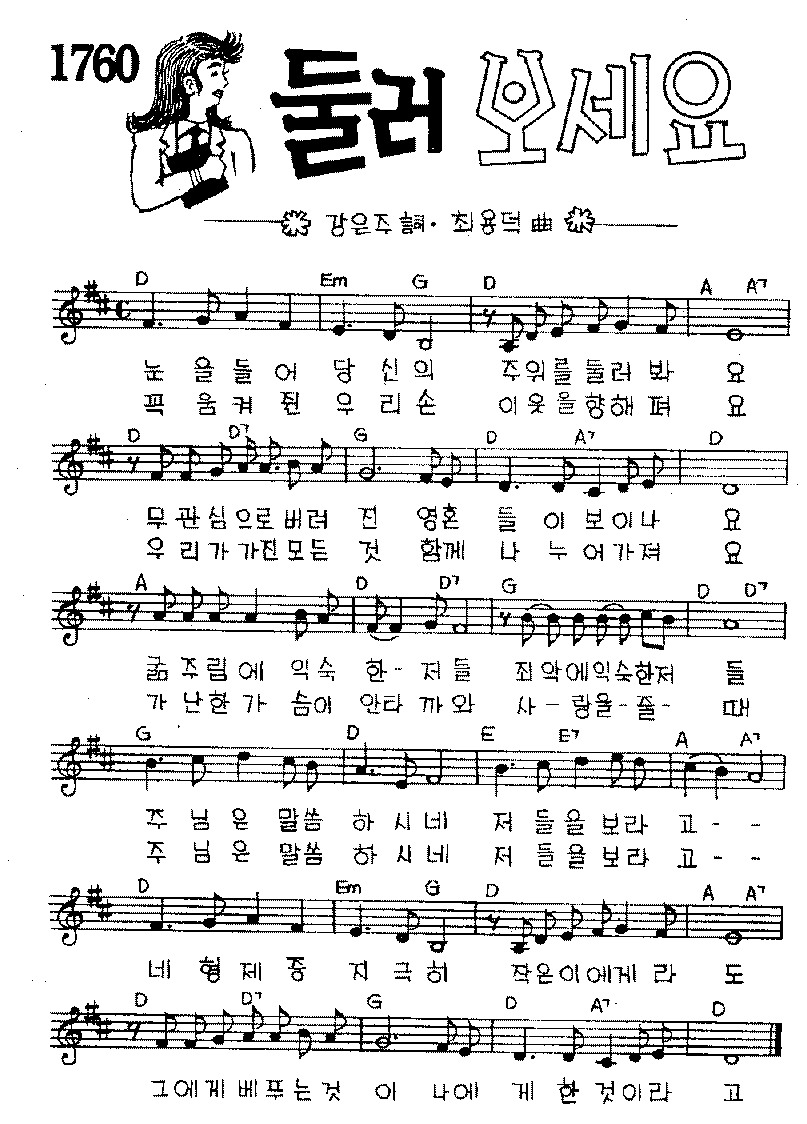 1760
둘러 보세요
강은주 詞 · 최용덕 曲
D Em G D A A7
눈 을 들 어 당 신 의 주위를 둘러 봐 요
꼭 움 켜 쥔 우 리 손 이웃을 향해 펴 요
D D7 G D A7 D
무 관 심 으로 버려 진 영혼 들 이 보이나 요
우 리 가 가진 모든 것 함께 나 누 어가져 요
A D D7 G D D7
굶 주 림 에 익 숙 한- 저 들 죄 악에익숙한저 들
가 난 한 가 슴이 안타 까 와 사 - 랑을-줄- 때
G D E E7 A A7
주 님 은 말씀 하 시 네 저 들 을 보라 고 - -
주 님 은 말씀 하 시 네 저 들 을 보라 고 - -
D Em G D A A7
네 형 제 중 지 극 히 작은이에게 라 도
D D7 G D A7 D
그에게 베푸는것 이 나에 게 한 것이라 고